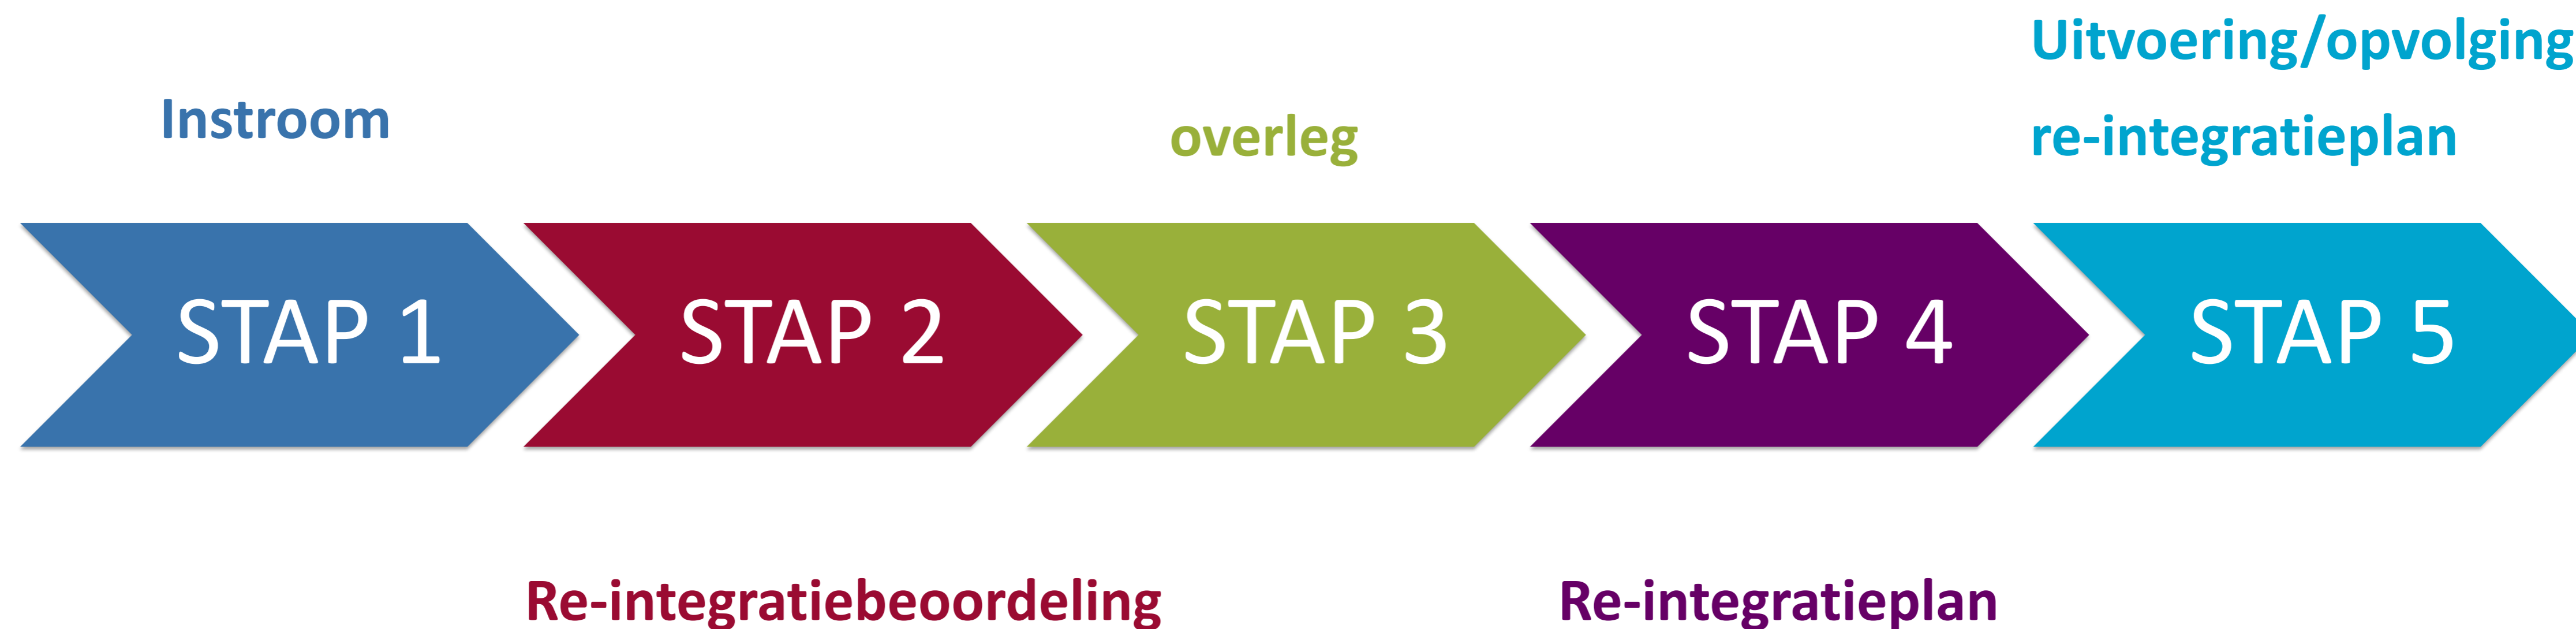 Uitvoering/opvolging
re-integratieplan
Instroom
overleg
STAP 1
STAP 2
STAP 3
STAP 4
STAP 5
Re-integratiebeoordeling
Re-integratieplan